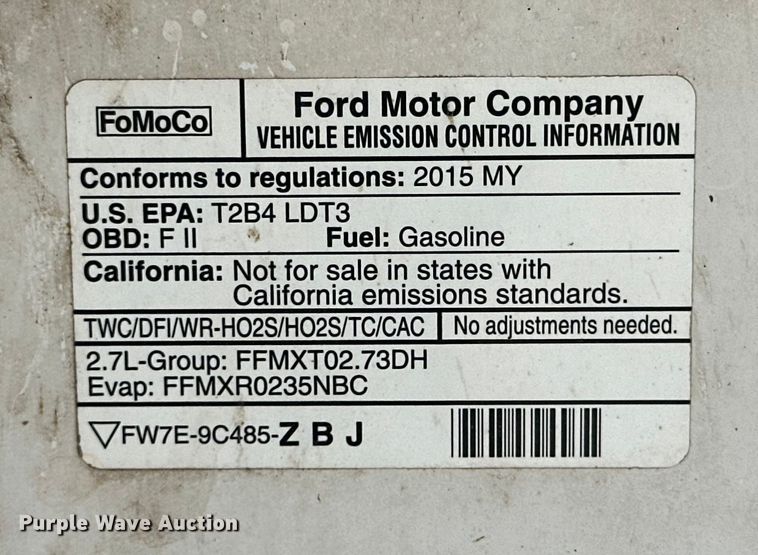 FoMoCo
Ford Motor Company
VEHICLE EMISSION CONTROL INFORMATION
Conforms to regulations: 2015 MY
U.S. EPA: T2B4 LDT3
OBD: F II Fuel: Gasoline
California: Not for sale in states with
California emissions standards.
TWC/DFI/WR-HO2S/HO2S/TC/CAC No adjustments needed.
2.7L-Group: FFMXT02.73DH
Evap: FFMXR0235NBC
▽FW7E-9C485-Z B J
Purple Wave Auction